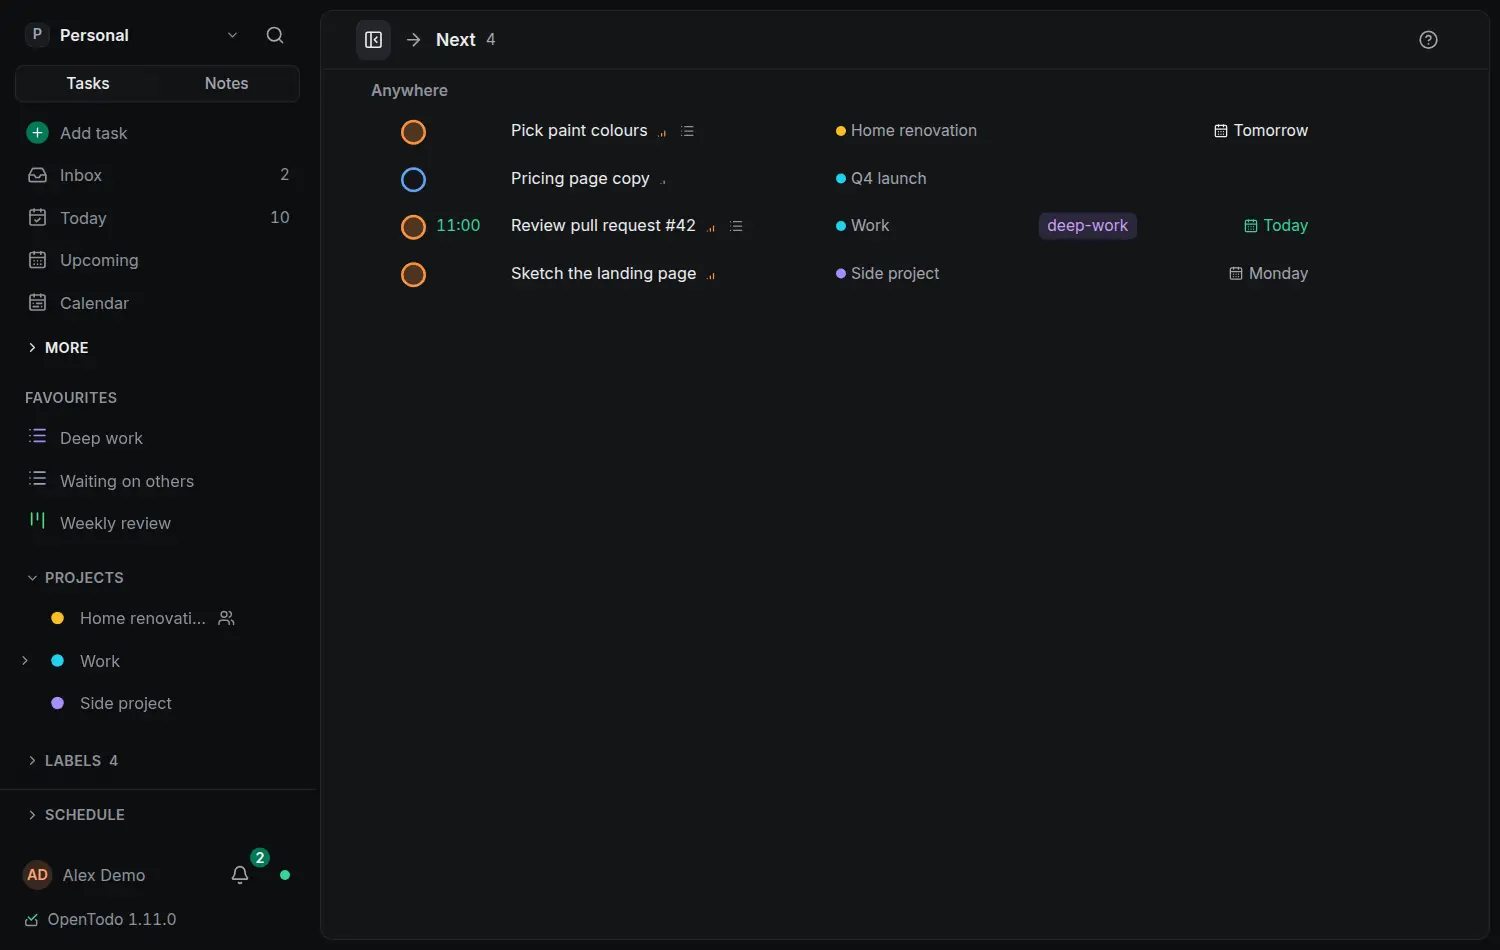 P Personal
Tasks Notes
Add task
Inbox 2
Today 10
Upcoming
Calendar
MORE
FAVOURITES
Deep work
Waiting on others
Weekly review
PROJECTS
Home renovati...
Work
Side project
LABELS 4
SCHEDULE
AD Alex Demo 2
OpenTodo 1.11.0
Next 4
Anywhere
Pick paint colours Home renovation Tomorrow
Pricing page copy Q4 launch
11:00 Review pull request #42 Work deep-work Today
Sketch the landing page Side project Monday